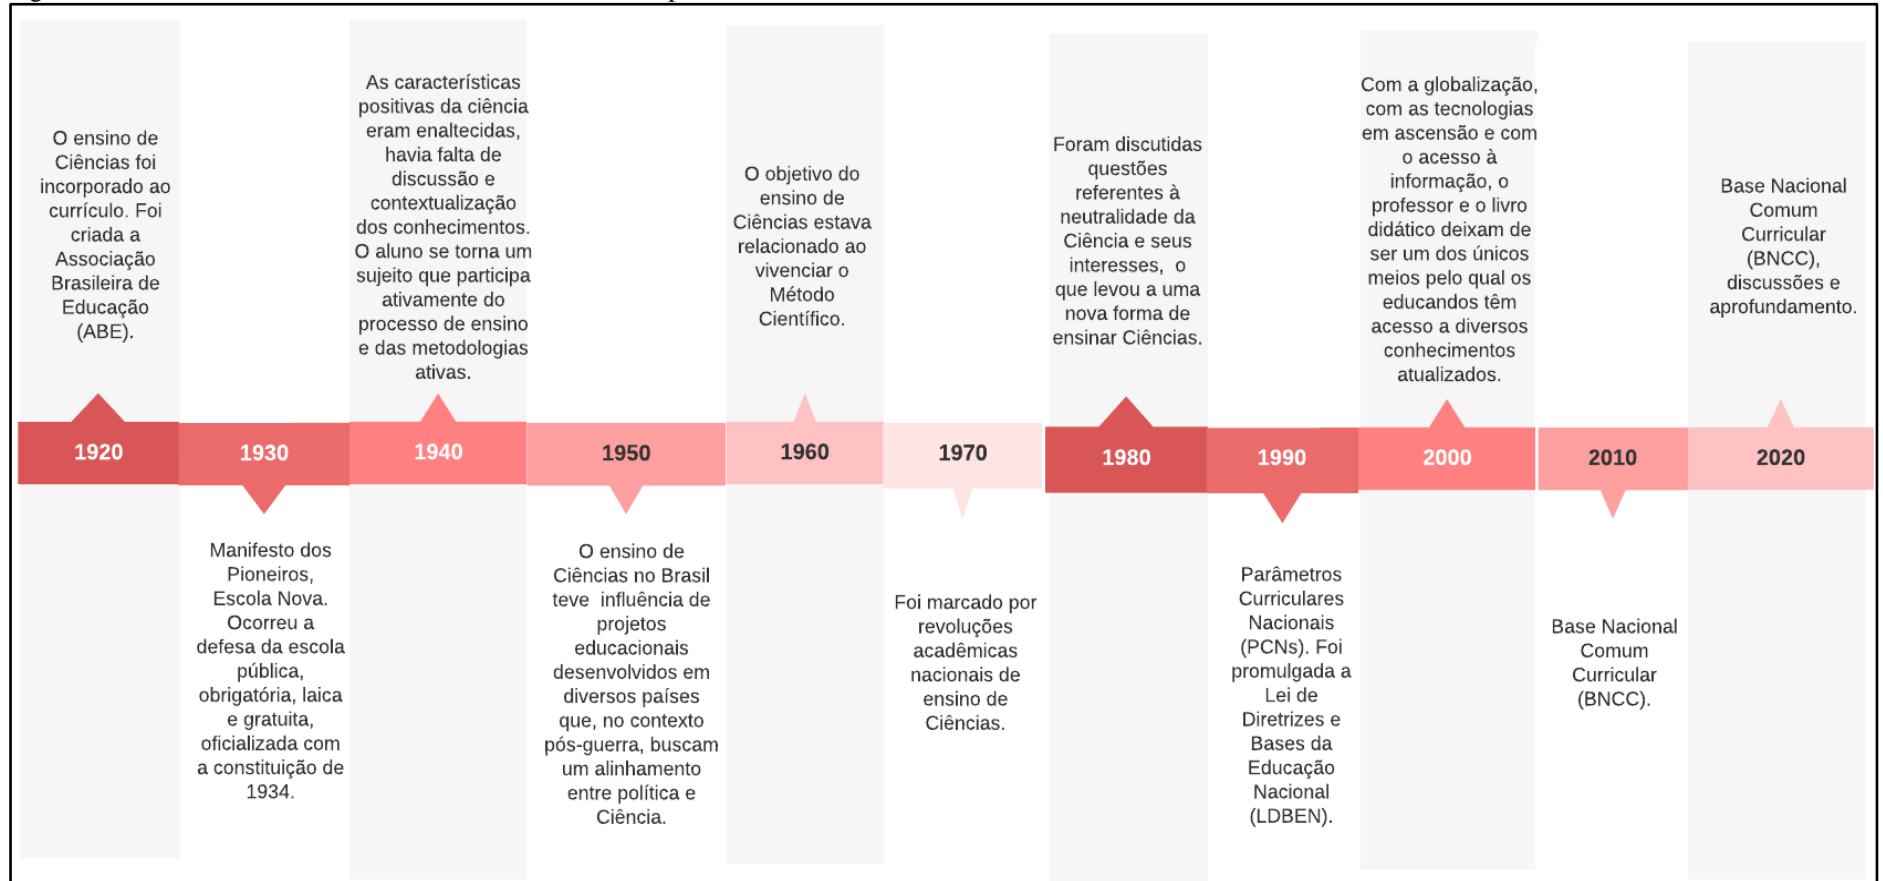 O ensino de
Ciências foi
incorporado ao
currículo. Foi
criada a
Associação
Brasileira de
Educação
(ABE).
1920
1930
Manifesto dos
Pioneiros,
Escola Nova.
Ocorreu a
defesa da escola
pública,
obrigatória, laica
e gratuita,
oficializada com
a constituição de
1934.
As características
positivas da ciência
eram enaltecidas,
havia falta de
discussão e
contextualização
dos conhecimentos.
O aluno se torna um
sujeito que participa
ativamente do
processo de ensino
e das metodologias
ativas.
1940
1950
O ensino de
Ciências no Brasil
teve influência de
projetos
educacionais
desenvolvidos em
diversos países
que, no contexto
pós-guerra, buscam
um alinhamento
entre política e
Ciência.
O objetivo do
ensino de
Ciências estava
relacionado ao
vivenciar o
Método
Científico.
1960
1970
Foi marcado por
revoluções
acadêmicas
nacionais de
ensino de
Ciências.
Foram discutidas
questões
referentes à
neutralidade da
Ciência e seus
interesses, o
que levou a uma
nova forma de
ensinar Ciências.
1980
1990
Parâmetros
Curriculares
Nacionais
(PCNs). Foi
promulgada a
Lei de
Diretrizes e
Bases da
Educação
Nacional
(LDBEN).
Com a globalização,
com as tecnologias
em ascensão e com
o acesso à
informação, o
professor e o livro
didático deixam de
ser um dos únicos
meios pelo qual os
educandos têm
acesso a diversos
conhecimentos
atualizados.
2000
2010
Base Nacional
Comum
Curricular
(BNCC).
Base Nacional
Comum
Curricular
(BNCC),
discussões e
aprofundamento.
2020